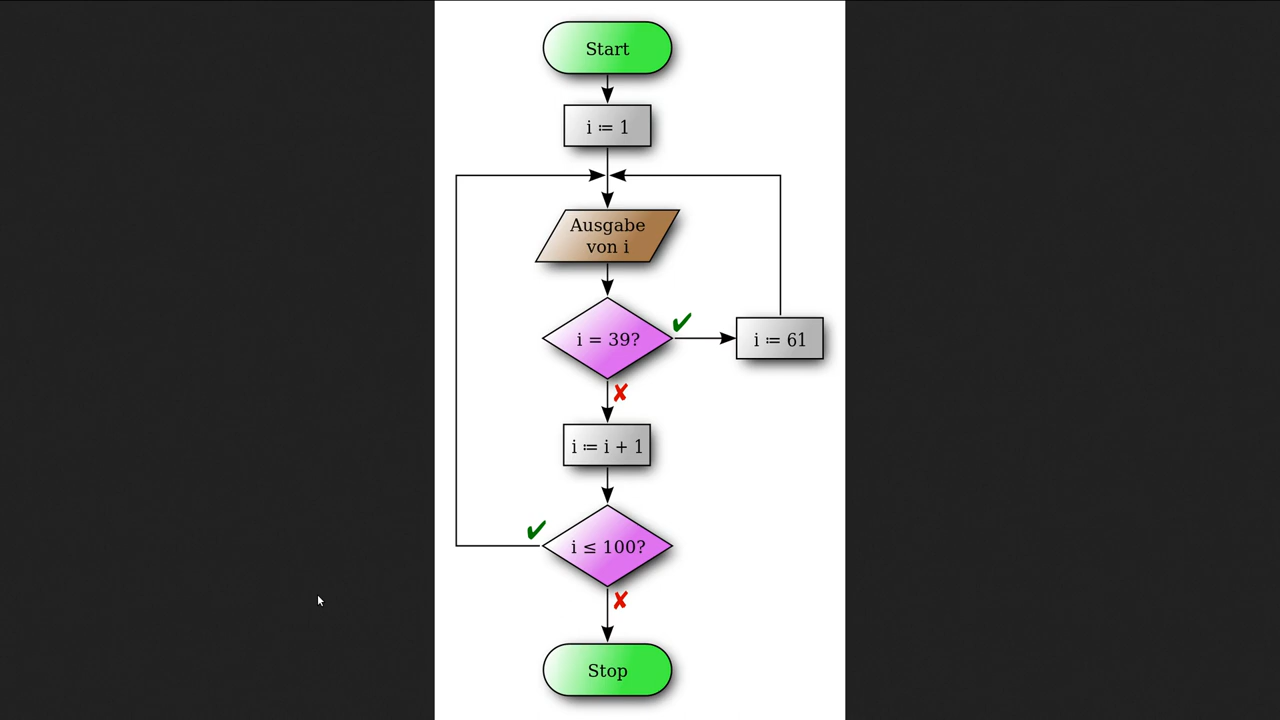 Start
i ≔ 1
Ausgabe
von i
i = 39?
i ≔ 61
i ≔ i + 1
i ≤ 100?
Stop